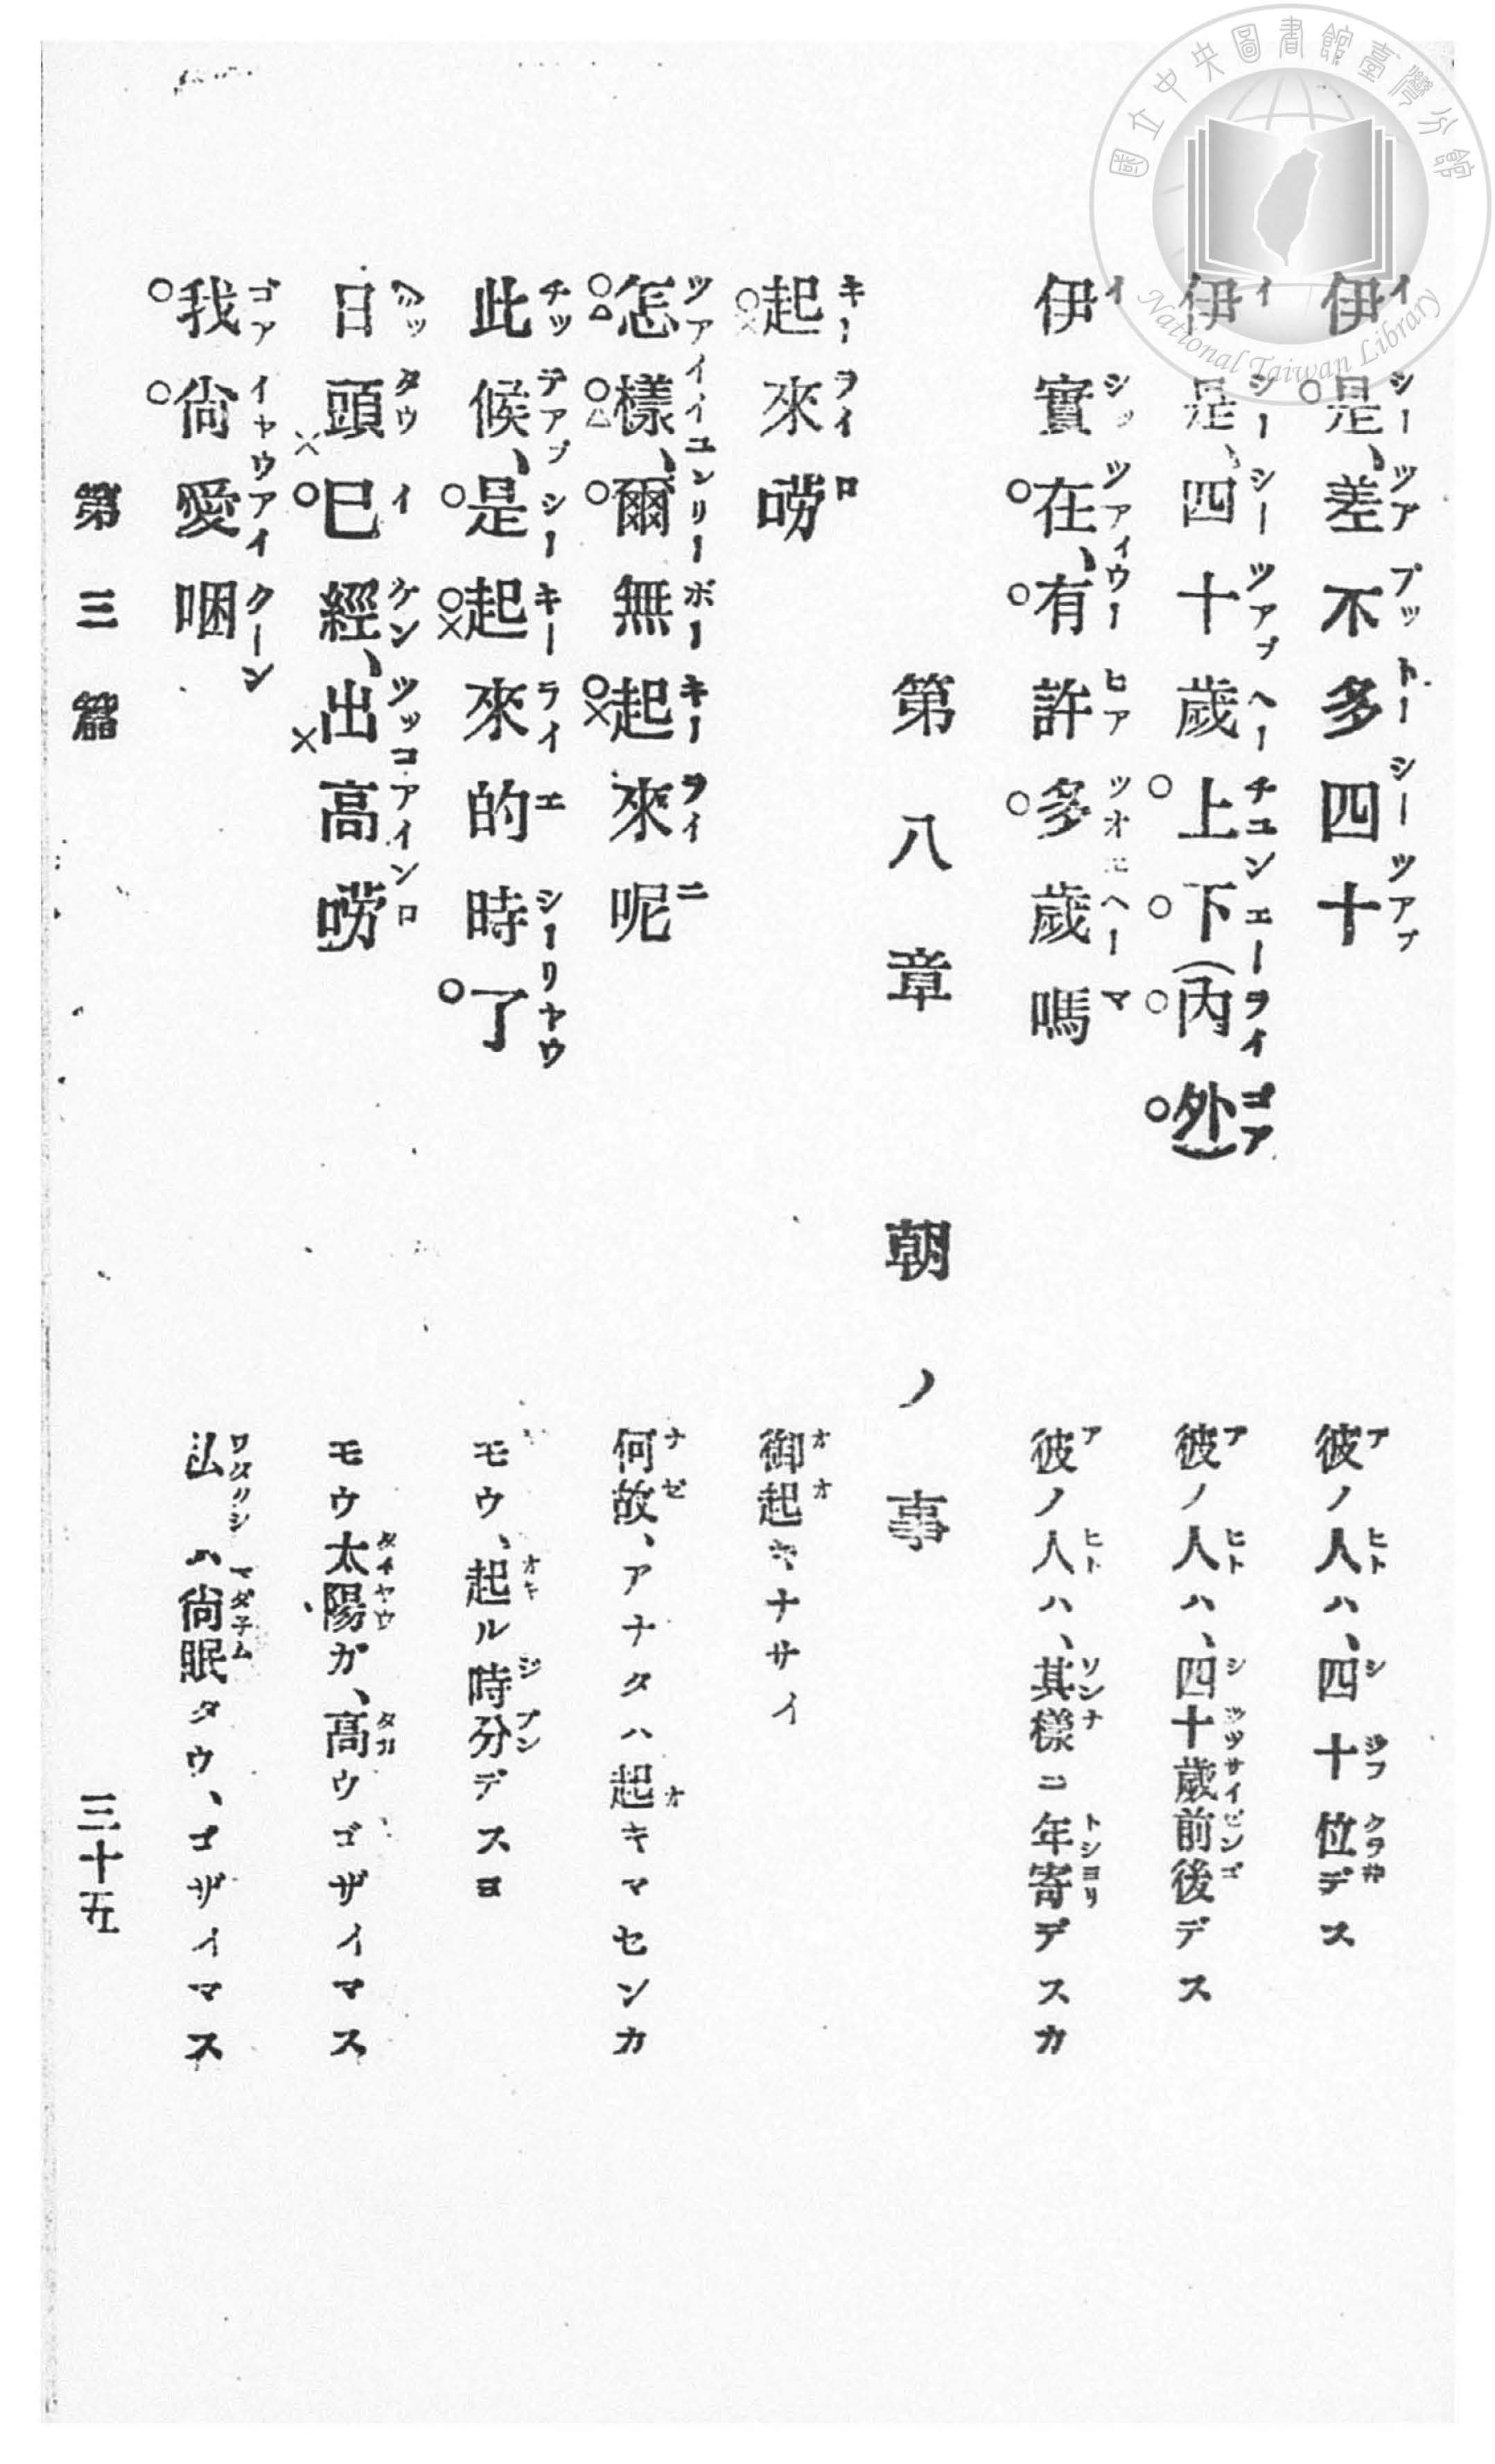 伊是、差不多四十
彼ノ人ハ、四十位デス
伊是、四十歲上下(內外)
彼ノ人ハ、四十歲前後デス
伊實在、有許多歲嗎
彼ノ人ハ、其樣ニ年寄デスカ
第八章 朝ノ事
起來嘮
御起キナサイ
怎樣、爾無起來呢
何故、アナタハ起キマセンカ
此候、是起來的時了
モウ、起ル時分デスヨ
日頭已經、出高嘮
モウ太陽ガ、高ウゴザイマス
我尙愛咽
私ハ尙眠タウ、ゴザイマス
第三篇 三十五
國立中央圖書館臺灣分館
National Taiwan Library